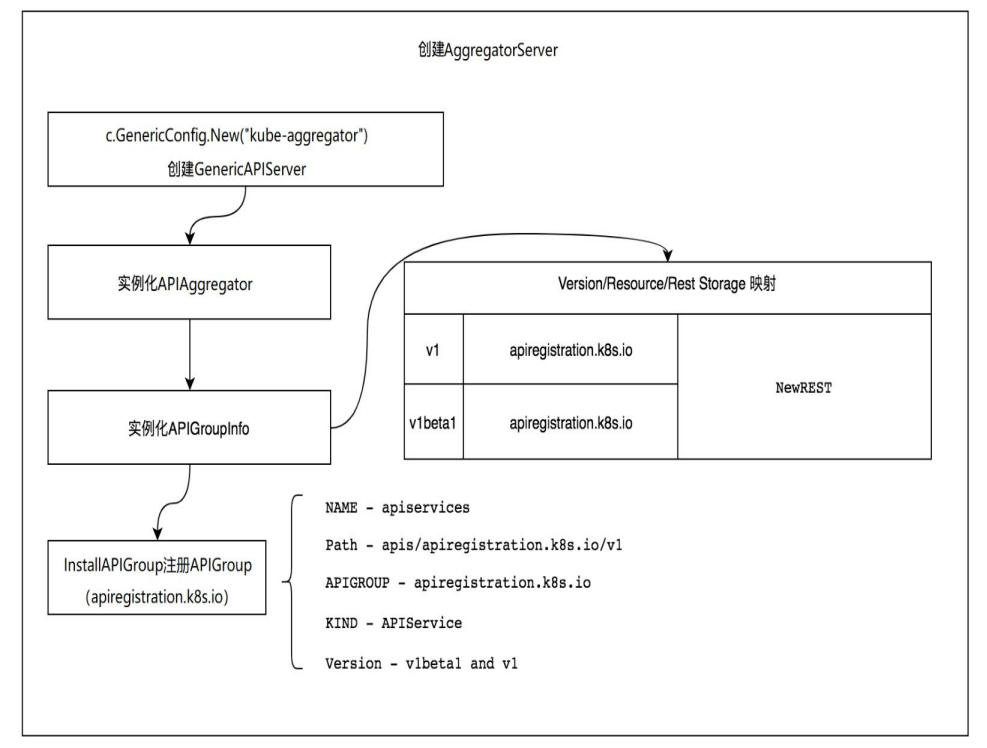 创建AggregatorServer
c.GenericConfig.New("kube-aggregator")
创建GenericAPIServer
实例化APIAggregator
Version/Resource/Rest Storage 映射
v1
apiregistration.k8s.io
NewREST
v1beta1
apiregistration.k8s.io
实例化APIGroupInfo
InstallAPIGroup注册APIGroup
（apiregistration.k8s.io）
NAME - apiservices
Path - apis/apiregistration.k8s.io/v1
APIGROUP - apiregistration.k8s.io
KIND - APIService
Version - v1beta1 and v1